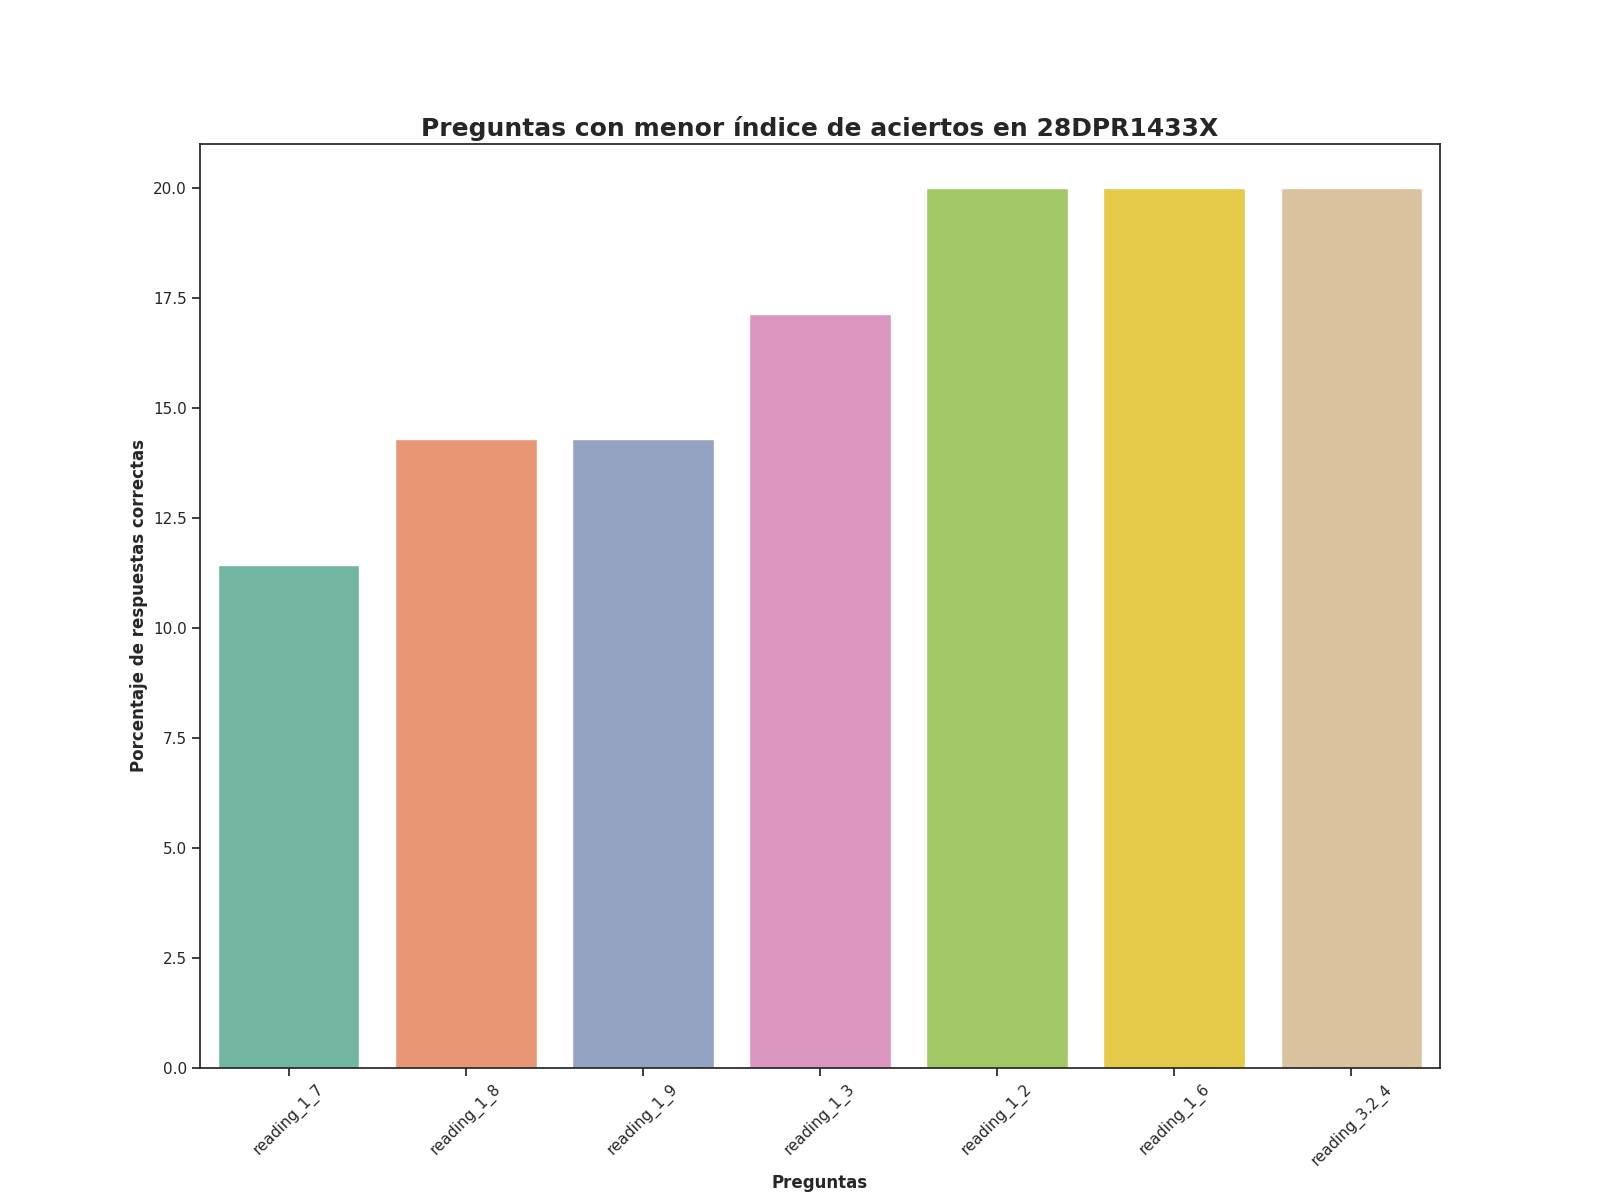 Preguntas con menor índice de aciertos en 28DPR1433X
Porcentaje de respuestas correctas
20.0
17.5
15.0
12.5
10.0
7.5
5.0
2.5
0.0
reading_1_7
reading_1_8
reading_1_9
reading_1_3
reading_1_2
reading_1_6
reading_3.2_4
Preguntas